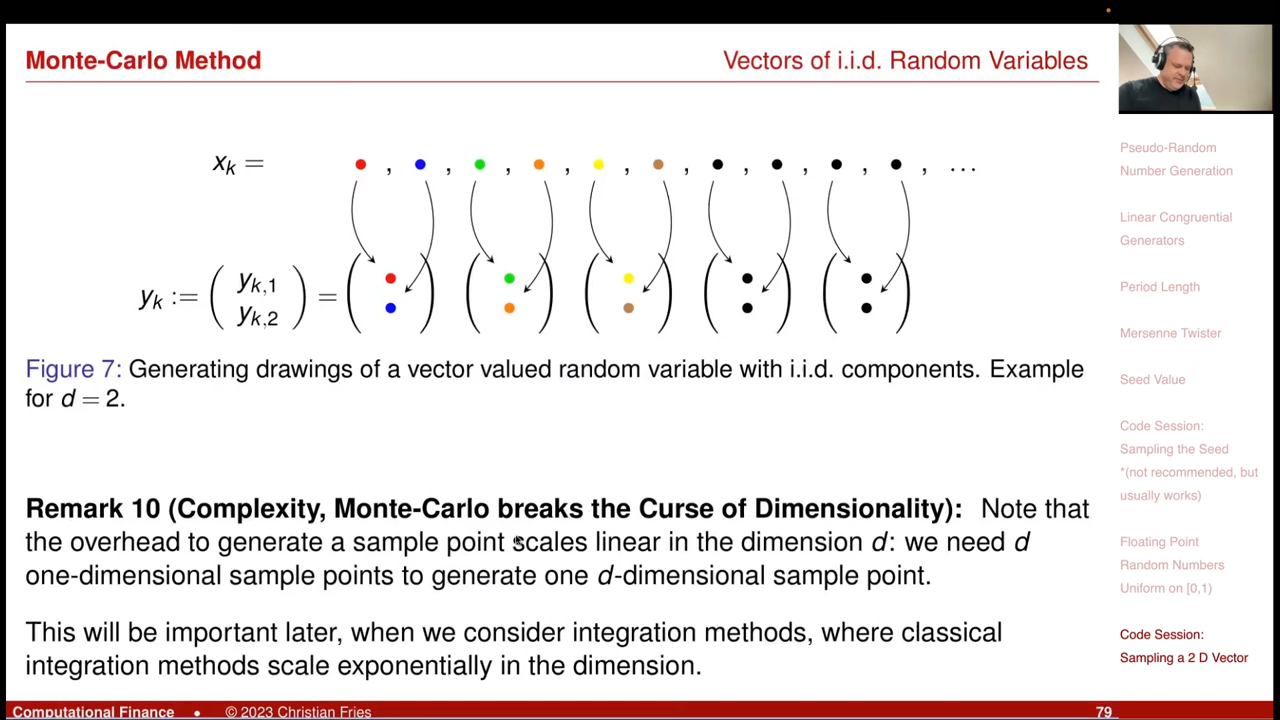 Monte-Carlo Method
Vectors of i.i.d. Random Variables
x_k = , , , , , , , , , , ...
y_k := ( y_{k,1} y_{k,2} ) =
Figure 7: Generating drawings of a vector valued random variable with i.i.d. components. Example
for d = 2.
Remark 10 (Complexity, Monte-Carlo breaks the Curse of Dimensionality): Note that
the overhead to generate a sample point scales linear in the dimension d: we need d
one-dimensional sample points to generate one d-dimensional sample point.
This will be important later, when we consider integration methods, where classical
integration methods scale exponentially in the dimension.
Pseudo-Random
Number Generation
Linear Congruential
Generators
Period Length
Mersenne Twister
Seed Value
Code Session:
Sampling the Seed
*(not recommended, but
usually works)
Floating Point
Random Numbers
Uniform on [0,1)
Code Session:
Sampling a 2 D Vector
Computational Finance • © 2023 Christian Fries
79